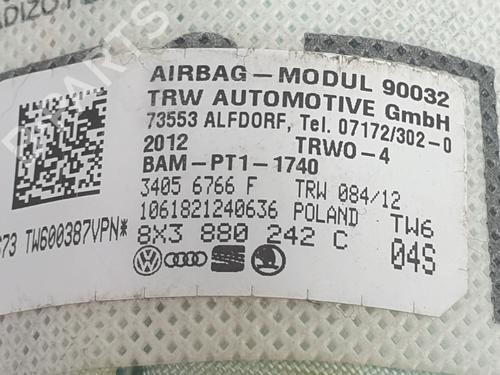 AIRBAG-MODUL 90032
TRW AUTOMOTIVE GmbH
73553 ALFDORF, Tel. 07172/302-0
2012 TRWO-4
BAM-PT1-1740
3405 6766 F TRW 084/12
1061821240636 POLAND TW6
8X3 880 242 C 04S
TW600387VPN*